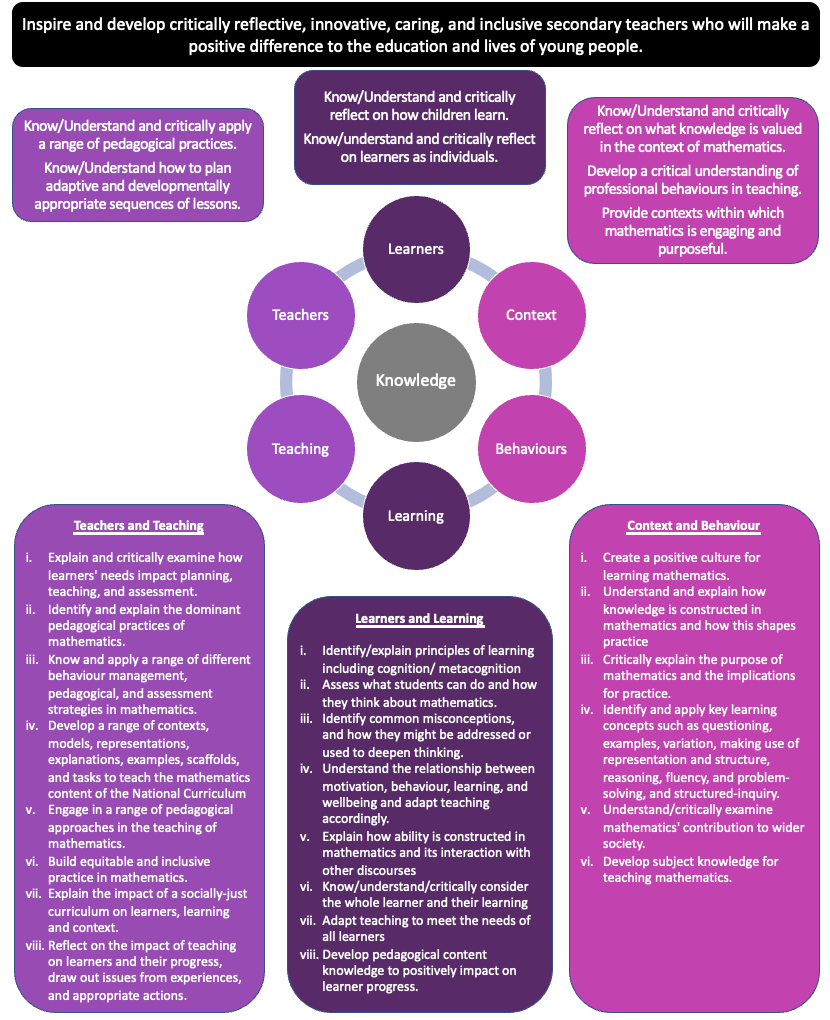 Inspire and develop critically reflective, innovative, caring, and inclusive secondary teachers who will make a
positive difference to the education and lives of young people.
Know/Understand and critically apply
a range of pedagogical practices.
Know/Understand how to plan
adaptive and developmentally
appropriate sequences of lessons.
Know/Understand and critically
reflect on how children learn.
Know/understand and critically reflect
on learners as individuals.
Know/Understand and critically
reflect on what knowledge is valued
in the context of mathematics.
Develop a critical understanding of
professional behaviours in teaching.
Provide contexts within which
mathematics is engaging and
purposeful.
Learners
Teachers
Context
Knowledge
Teaching
Behaviours
Learning
Teachers and Teaching
i. Explain and critically examine how
learners' needs impact planning,
teaching, and assessment.
ii. Identify and explain the dominant
pedagogical practices of
mathematics.
iii. Know and apply a range of different
behaviour management,
pedagogical, and assessment
strategies in mathematics.
iv. Develop a range of contexts,
models, representations,
explanations, examples, scaffolds,
and tasks to teach the mathematics
content of the National Curriculum
v. Engage in a range of pedagogical
approaches in the teaching of
mathematics.
vi. Build equitable and inclusive
practice in mathematics.
vii. Explain the impact of a socially-just
curriculum on learners, learning
and context.
viii. Reflect on the impact of teaching
on learners and their progress,
draw out issues from experiences,
and appropriate actions.
Learners and Learning
i. Identify/explain principles of learning
including cognition/ metacognition
ii. Assess what students can do and how
they think about mathematics.
iii. Identify common misconceptions,
and how they might be addressed or
used to deepen thinking.
iv. Understand the relationship between
motivation, behaviour, learning, and
wellbeing and adapt teaching
accordingly.
v. Explain how ability is constructed in
mathematics and its interaction with
other discourses
vi. Know/understand/critically consider
the whole learner and their learning
vii. Adapt teaching to meet the needs of
all learners
viii. Develop pedagogical content
knowledge to positively impact on
learner progress.
Context and Behaviour
i. Create a positive culture for
learning mathematics.
ii. Understand and explain how
knowledge is constructed in
mathematics and how this shapes
practice
iii. Critically explain the purpose of
mathematics and the implications
for practice.
iv. Identify and apply key learning
concepts such as questioning,
examples, variation, making use of
representation and structure,
reasoning, fluency, and problem-
solving, and structured-inquiry.
v. Understand/critically examine
mathematics' contribution to wider
society.
vi. Develop subject knowledge for
teaching mathematics.